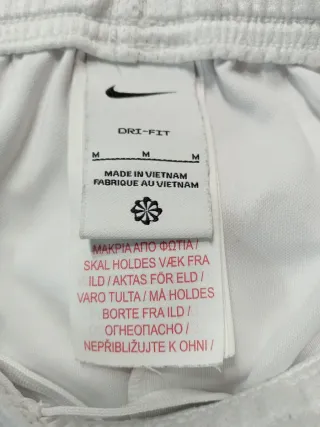 DRI-FIT
M M M
MADE IN VIETNAM
FABRIQUE AU VIETNAM
ΜΑΚΡΙΑ ΑΠΟ ΦΩΤΙΑ /
SKAL HOLDES VÆK FRA
ILD / AKTAS FÖR ELD /
VARO TULTA / MÅ HOLDES
BORTE FRA ILD /
ОГНЕОПАСНО /
NEPŘIBLIŽUJTE K OHNI /